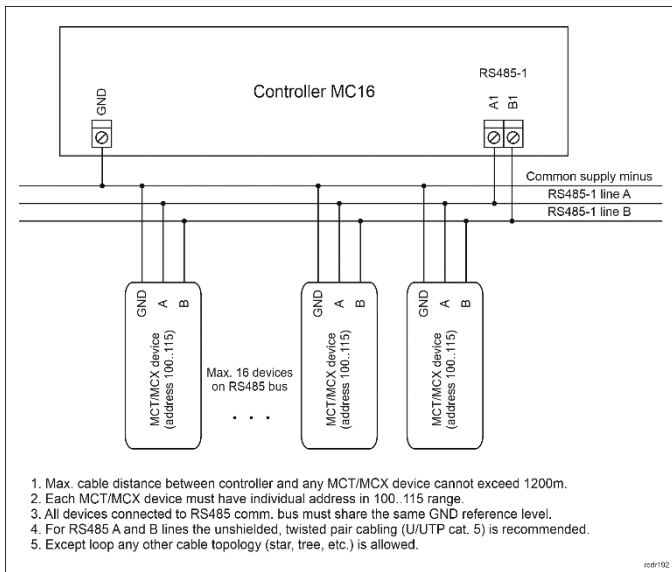 Controller MC16
RS485-1
GND
A1
B1
Common supply minus
RS485-1 line A
RS485-1 line B
GND
A
B
MCT/MCX device
(address 100..115)
Max. 16 devices
on RS485 bus
. . .
GND
A
B
MCT/MCX device
(address 100..115)
GND
A
B
MCT/MCX device
(address 100..115)
1. Max. cable distance between controller and any MCT/MCX device cannot exceed 1200m.
2. Each MCT/MCX device must have individual address in 100..115 range.
3. All devices connected to RS485 comm. bus must share the same GND reference level.
4. For RS485 A and B lines the unshielded, twisted pair cabling (U/UTP cat. 5) is recommended.
5. Except loop any other cable topology (star, tree, etc.) is allowed.
rcdr192